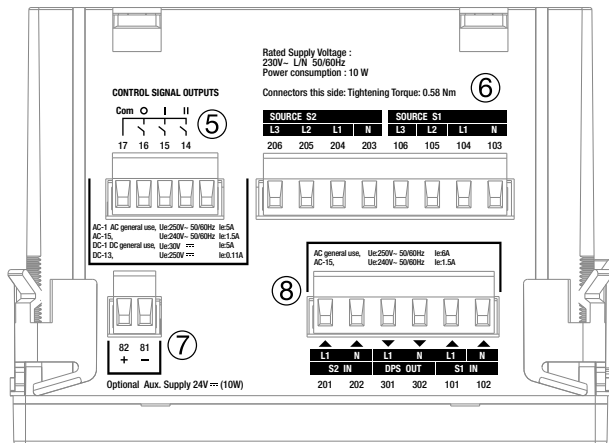 Rated Supply Voltage :
230V~ L/N 50/60Hz
Power consumption : 10 W
Connectors this side: Tightening Torque: 0.58 Nm
6
CONTROL SIGNAL OUTPUTS
Com O I II
5
17 16 15 14
SOURCE S2 SOURCE S1
L3 L2 L1 N L3 L2 L1 N
206 205 204 203 106 105 104 103
AC-1 AC general use, Ue:250V~ 50/60Hz Ie:5A
AC-15, Ue:240V~ 50/60Hz Ie:1.5A
DC-1 DC general use, Ue:30V ⎓ Ie:5A
DC-13, Ue:250V ⎓ Ie:0.11A
AC general use, Ue:250V~ 50/60Hz Ie:6A
AC-15, Ue:240V~ 50/60Hz Ie:1.5A
8
7
82 81
+ −
Optional Aux. Supply 24V ⎓ (10W)
L1 N L1 N L1 N
S2 IN DPS OUT S1 IN
201 202 301 302 101 102